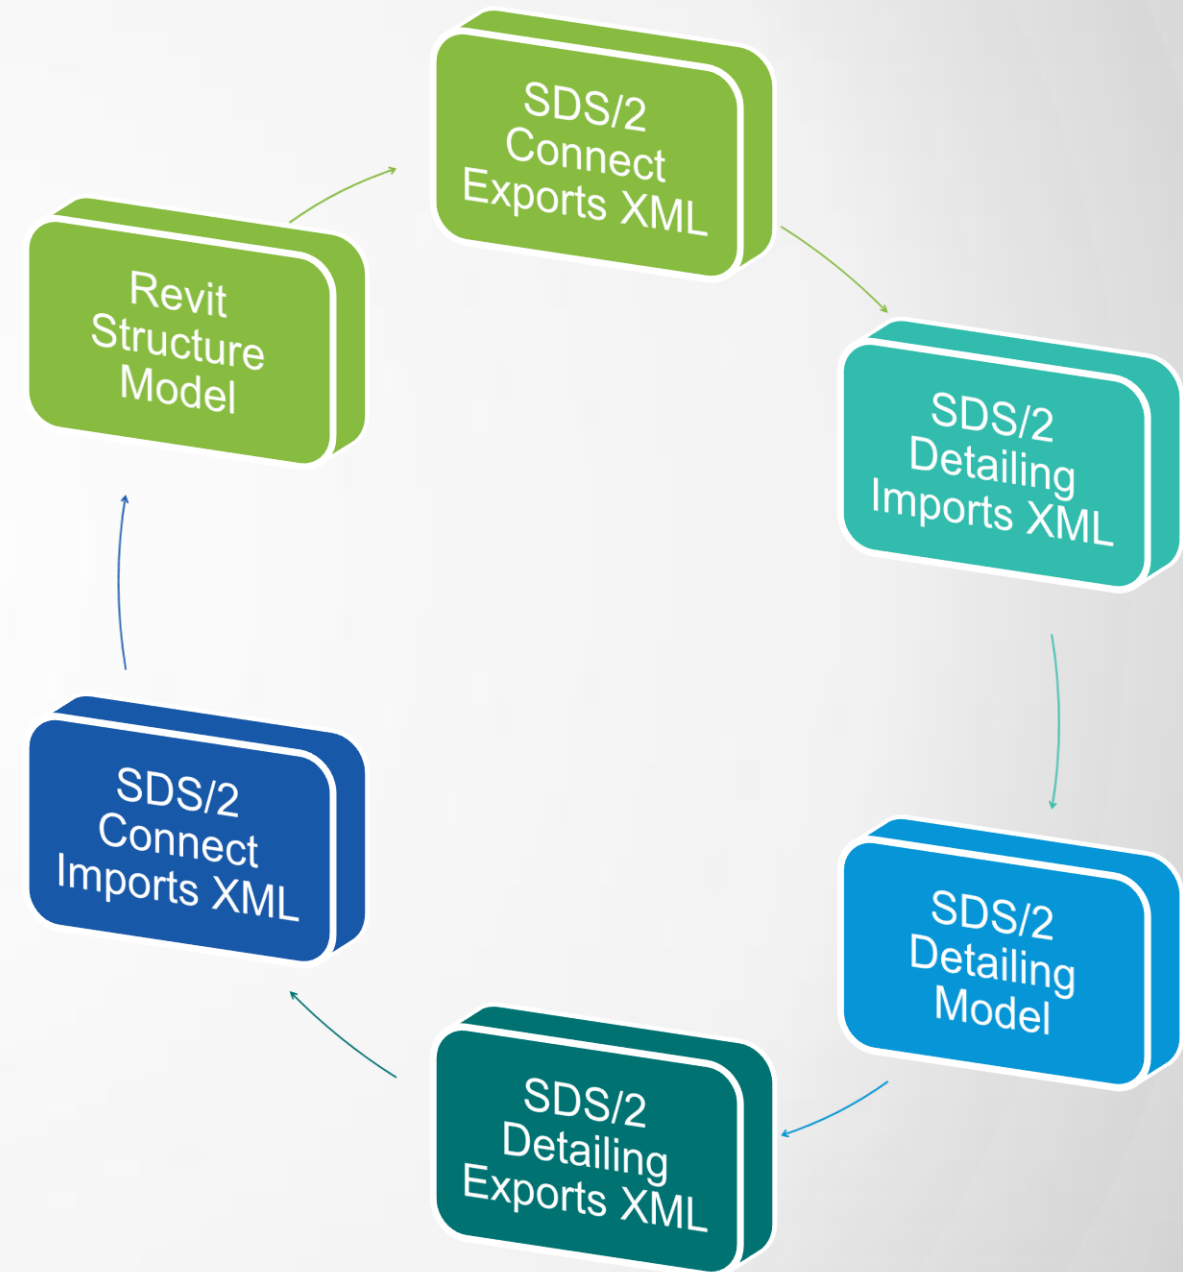 SDS/2
Connect
Exports XML
Revit
Structure
Model
SDS/2
Detailing
Imports XML
SDS/2
Connect
Imports XML
SDS/2
Detailing
Model
SDS/2
Detailing
Exports XML